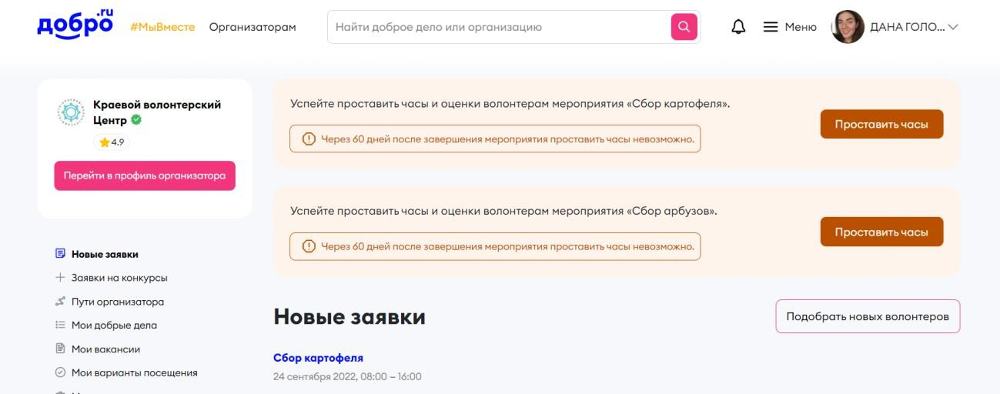 добро.ru
#МыВместе
Организаторам
Найти доброе дело или организацию
Меню
ДАНА ГОЛО...
Краевой волонтерский
Центр
4.9
Перейти в профиль организатора
Новые заявки
Заявки на конкурсы
Пути организатора
Мои добрые дела
Мои вакансии
Мои варианты посещения
Успейте проставить часы и оценки волонтерам мероприятия «Сбор картофеля».
Через 60 дней после завершения мероприятия проставить часы невозможно.
Проставить часы
Успейте проставить часы и оценки волонтерам мероприятия «Сбор арбузов».
Через 60 дней после завершения мероприятия проставить часы невозможно.
Проставить часы
Новые заявки
Подобрать новых волонтеров
Сбор картофеля
24 сентября 2022, 08:00 – 16:00